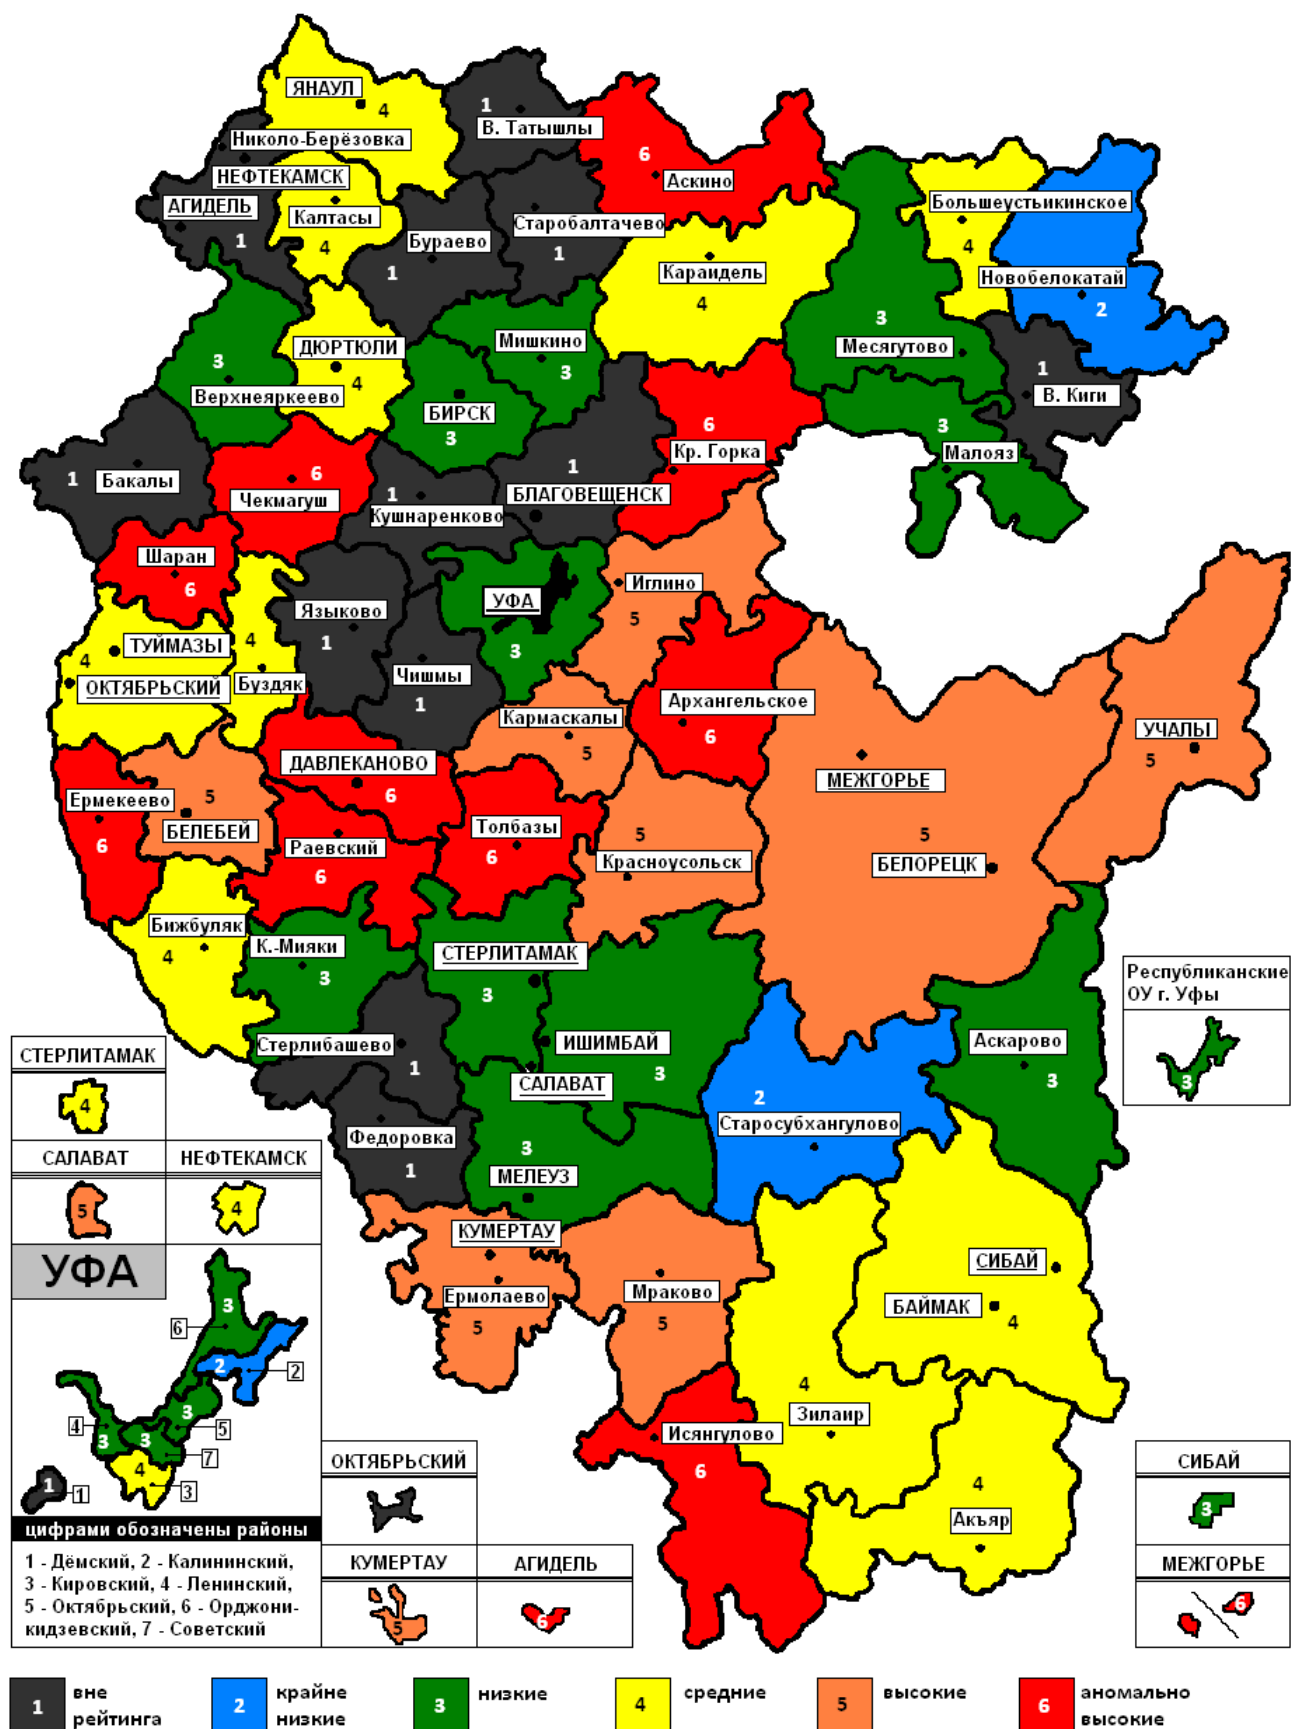 ЯНАУЛ
4
1
В. Татышлы
Николо-Берёзовка
6
Аскино
НЕФТЕКАМСК
АГИДЕЛЬ
Калтасы
4
1
Бураево
1
Старобалтачево
1
Караидель
4
Большеустьикинское
4
Новобелокатай
2
3
Месягутово
ДЮРТЮЛИ
4
3
Верхнеяркеево
Мишкино
3
БИРСК
3
1
В. Киги
6
Кр. Горка
3
Малояз
1
Бакалы
6
Чекмагуш
1
Кушнаренково
1
БЛАГОВЕЩЕНСК
Шаран
6
Языково
1
УФА
3
Иглино
5
ТУЙМАЗЫ
4
ОКТЯБРЬСКИЙ
4
Буздяк
Чишмы
1
Кармаскалы
5
Архангельское
6
УЧАЛЫ
5
МЕЖГОРЬЕ
5
БЕЛОРЕЦК
ДАВЛЕКАНОВО
6
Ермекеево
6
5
БЕЛЕБЕЙ
Раевский
6
Толбазы
6
5
Красноусольск
Бижбуляк
4
К.-Мияки
3
СТЕРЛИТАМАК
3
ИШИМБАЙ
3
САЛАВАТ
Стерлибашево
1
Аскарово
3
2
Старосубхангулово
Федоровка
1
3
МЕЛЕУЗ
КУМЕРТАУ
Ермолаево
5
Мраково
5
СИБАЙ
БАЙМАК
4
4
Зилаир
Исянгулово
6
4
Акъяр
Республиканские
ОУ г. Уфы
3
СТЕРЛИТАМАК
4
САЛАВАТ
5
НЕФТЕКАМСК
4
УФА
3
6
2
2
3
5
4
3
3
7
4
3
1
1
цифрами обозначены районы
1 - Дёмский, 2 - Калининский,
3 - Кировский, 4 - Ленинский,
5 - Октябрьский, 6 - Орджони-
кидзевский, 7 - Советский
ОКТЯБРЬСКИЙ
КУМЕРТАУ
5
АГИДЕЛЬ
6
СИБАЙ
3
МЕЖГОРЬЕ
6
1 вне
рейтинга
2 крайне
низкие
3 низкие
4 средние
5 высокие
6 аномально
высокие